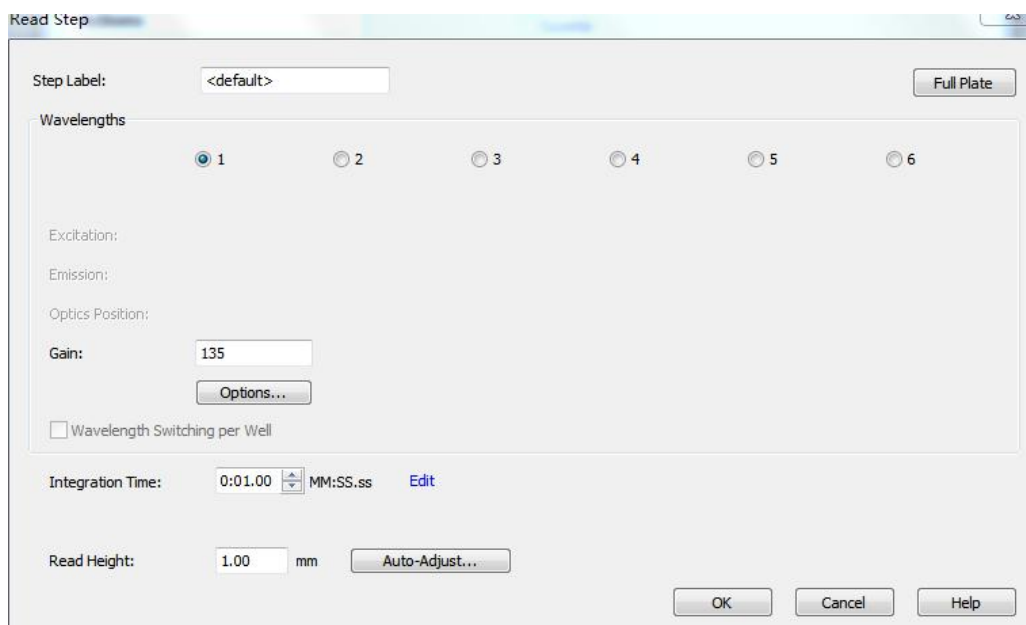 Read Step
Step Label: <default> Full Plate
Wavelengths
1 2 3 4 5 6
Excitation:
Emission:
Optics Position:
Gain: 135
Options...
Wavelength Switching per Well
Integration Time: 0:01.00 MM:SS.ss Edit
Read Height: 1.00 mm Auto-Adjust...
OK Cancel Help